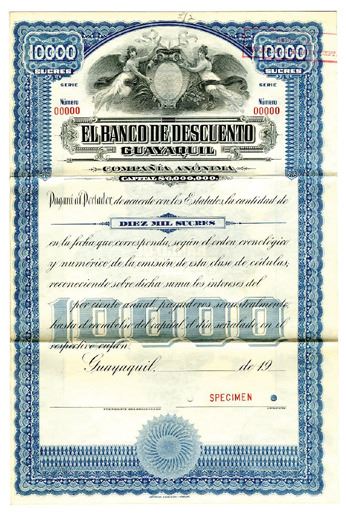 10000 10000
SUCRES SUCRES
SERIE SERIE
Número Número
00000 00000
EL BANCO DE DESCUENTO
GUAYAQUIL
COMPAÑÍA ANÓNIMA
CAPITAL
Pagará al Portador, de acuerdo con los Estatutos, la cantidad de
DIEZ MIL SUCRES
en la fecha que corresponda, según el orden cronológico
y numérico, de la emisión de esta clase de cédulas;
reconociendo sobre dicha suma los intereses del
por ciento anual, pagaderos semestralmente,
10000
hasta el reembolso del capital el día señalado en el
respectivo cupón.
Guayaquil, de 19
SPECIMEN